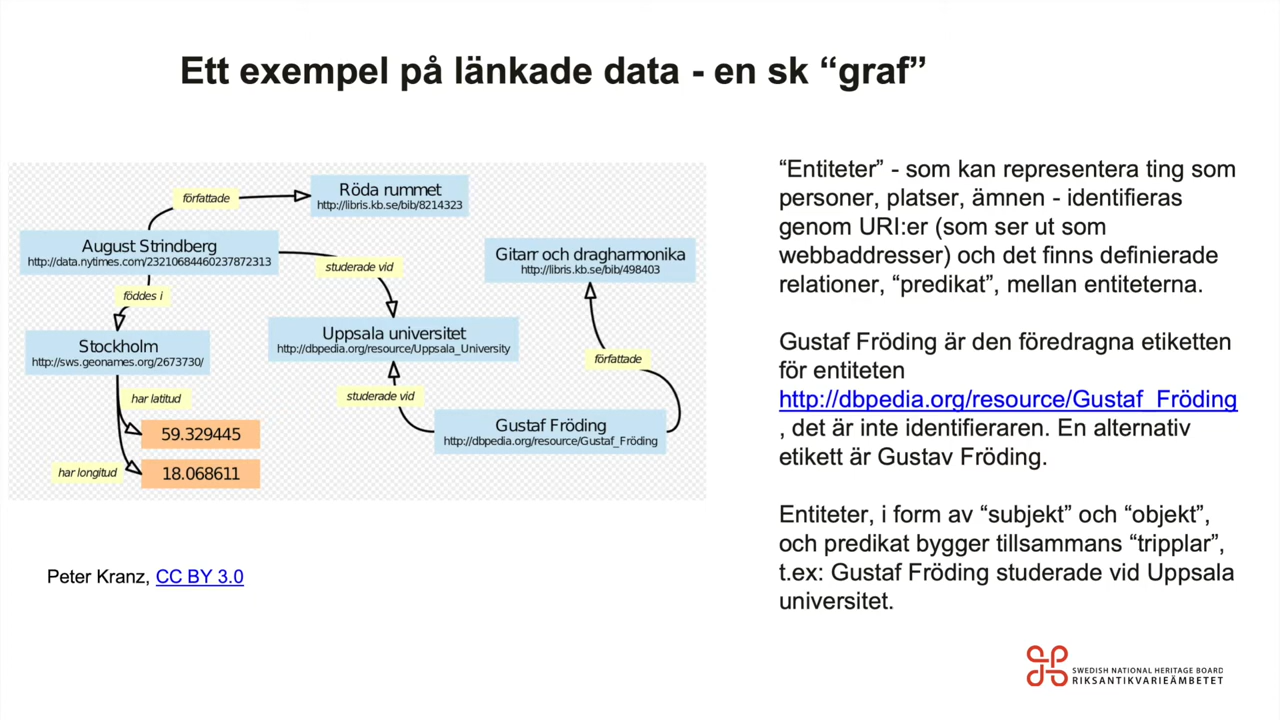 Ett exempel på länkade data - en sk “graf”
författade
Röda rummet
http://libris.kb.se/bib/8214323
August Strindberg
http://data.nytimes.com/23210684460237872313
studerade vid
Gitarr och dragharmonika
http://libris.kb.se/bib/498403
föddes i
Stockholm
http://sws.geonames.org/2673730/
Uppsala universitet
http://dbpedia.org/resource/Uppsala_University
författade
har latitud
studerade vid
59.329445
Gustaf Fröding
http://dbpedia.org/resource/Gustaf_Fröding
har longitud
18.068611
Peter Kranz, CC BY 3.0
“Entiteter” - som kan representera ting som
personer, platser, ämnen - identifieras
genom URI:er (som ser ut som
webbadresser) och det finns definierade
relationer, “predikat”, mellan entiteterna.
Gustaf Fröding är den föredragna etiketten
för entiteten
http://dbpedia.org/resource/Gustaf_Fröding
, det är inte identifieraren. En alternativ
etikett är Gustav Fröding.
Entiteter, i form av “subjekt” och “objekt”,
och predikat bygger tillsammans “tripplar”,
t.ex: Gustaf Fröding studerade vid Uppsala
universitet.
SWEDISH NATIONAL HERITAGE BOARD
RIKSANTIKVARIEÄMBETET